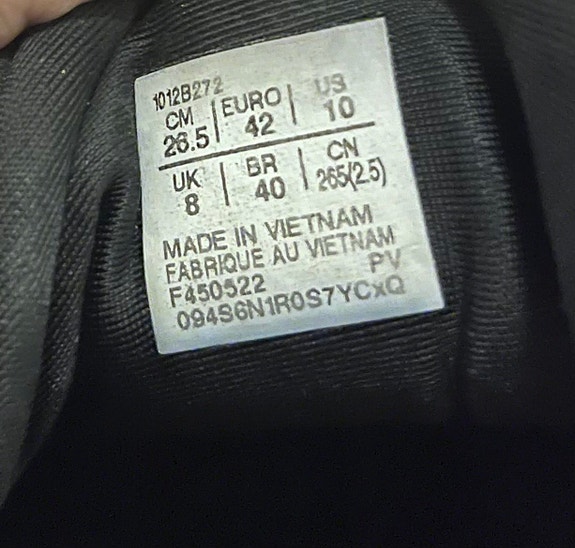 1012B272
CM | EURO | US
26.5 | 42 | 10
UK | BR | CN
8 | 40 | 265(2.5)
MADE IN VIETNAM
FABRIQUE AU VIETNAM
F450522 PV
094S6N1R0S7YCxQ